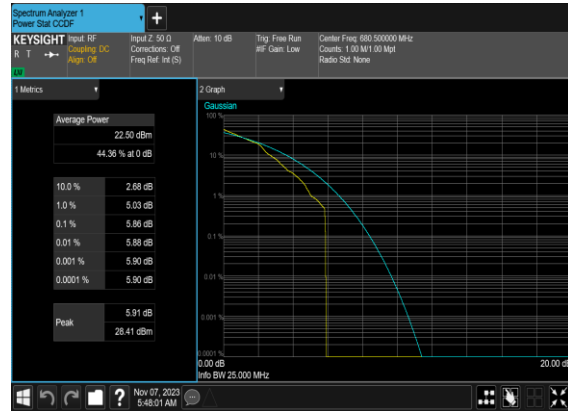 Spectrum Analyzer 1
Power Stat CCDF
KEYSIGHT
R T
LM
Input: RF
Coupling: DC
Align: Off
Input Z: 50 Ω
Corrections: Off
Freq Ref: Int (S)
Atten: 10 dB
Trig: Free Run
#IF Gain: Low
Center Freq: 680.500000 MHz
Counts: 1.00 M/1.00 Mpt
Radio Std: None
1 Metrics
Average Power
22.50 dBm
44.36 % at 0 dB
10.0 % 2.68 dB
1.0 % 5.03 dB
0.1 % 5.86 dB
0.01 % 5.88 dB
0.001 % 5.90 dB
0.0001 % 5.90 dB
Peak 5.91 dB
28.41 dBm
2 Graph
Gaussian
100 %
10 %
1 %
0.1 %
0.01 %
0.001 %
0.0001 %
0.00 dB 20.00 dB
Info BW 25.000 MHz
?
Nov 07, 2023
5:48:01 AM